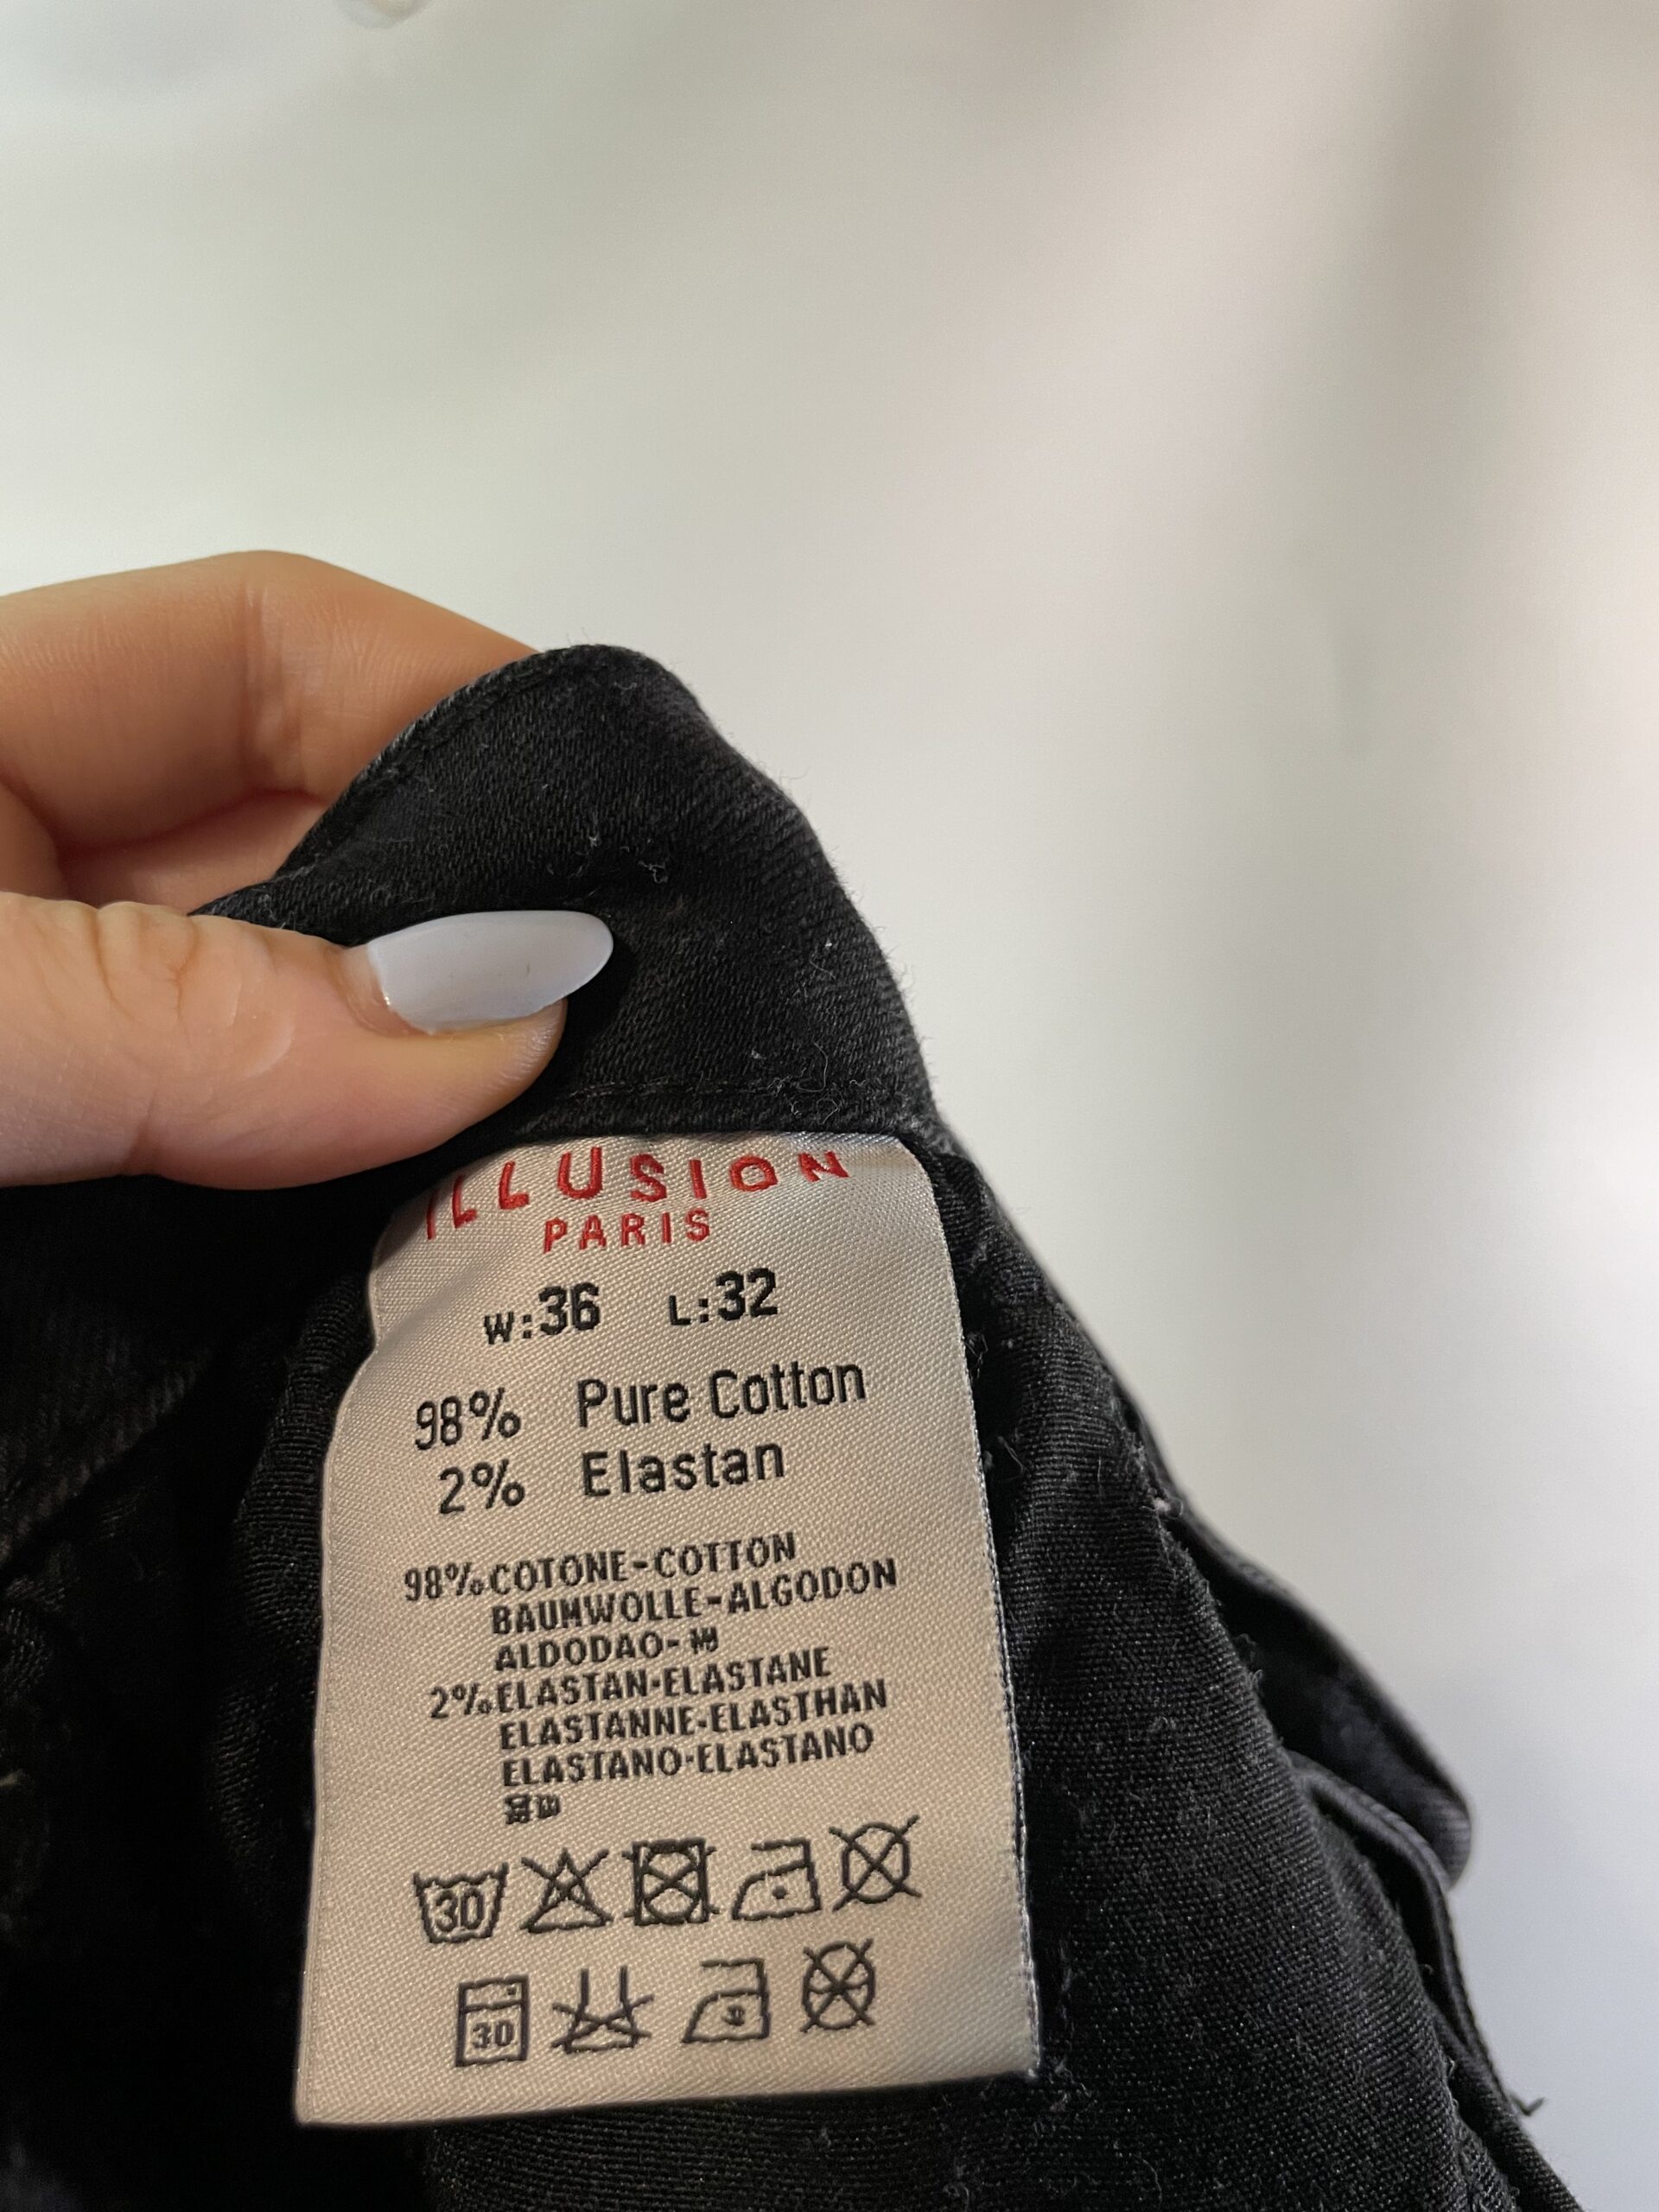 ILLUSION
PARIS
W:36 L:32
98% Pure Cotton
2% Elastan
98% COTONE-COTTON
BAUMWOLLE-ALGODON
ALDODAO-
2% ELASTAN-ELASTANE
ELASTANNE-ELASTHAN
ELASTANO-ELASTANO
30
30